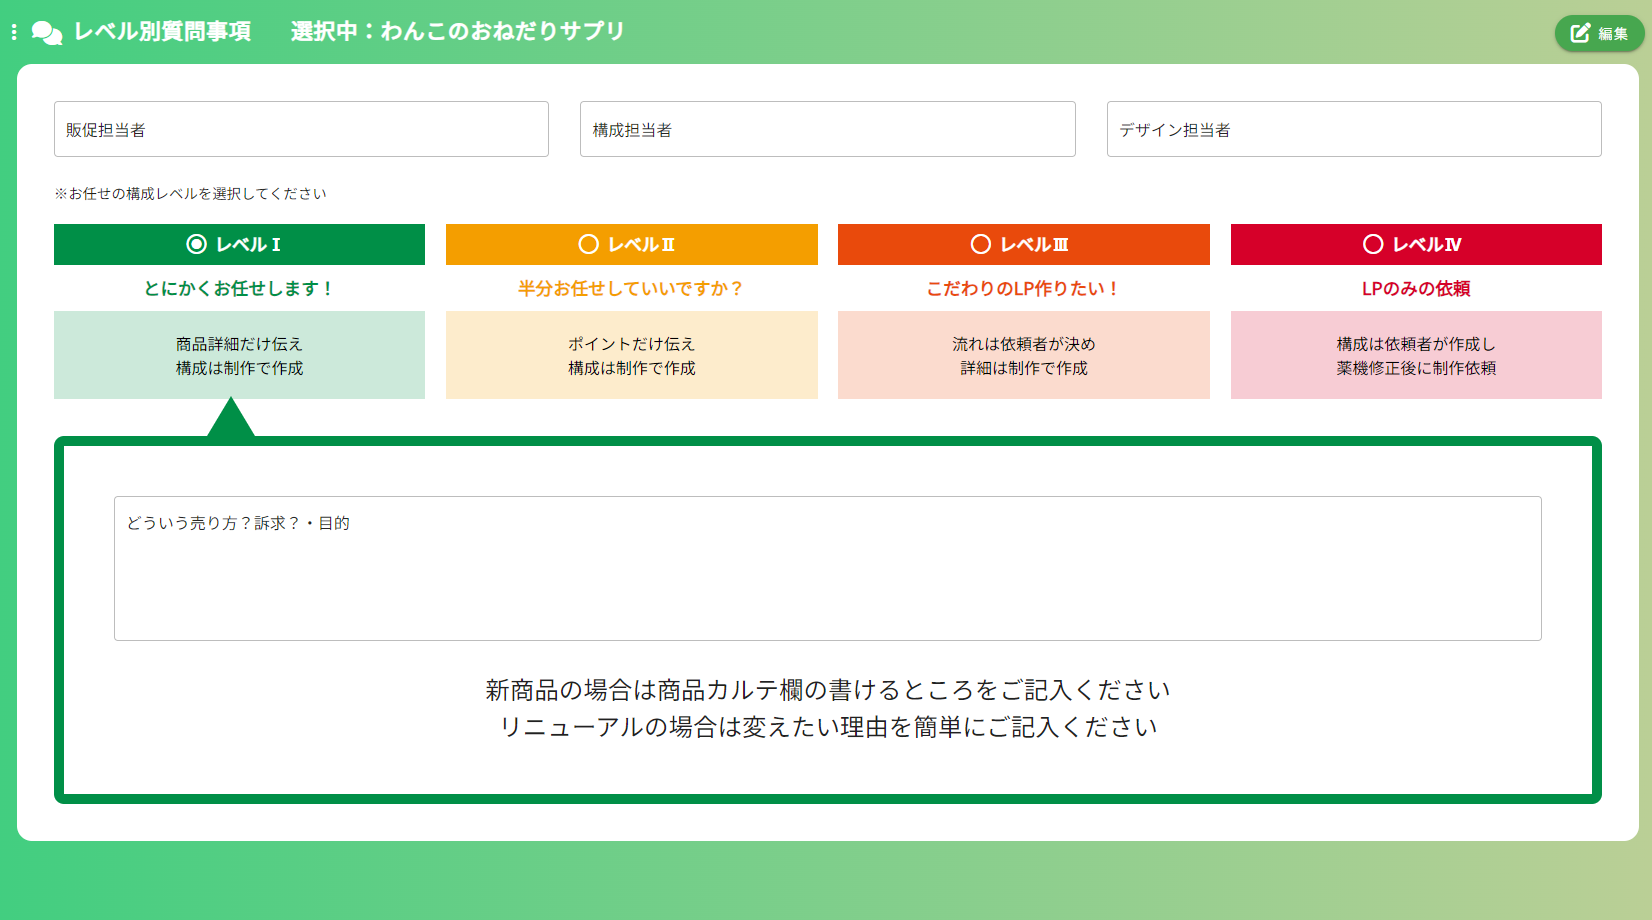 レベル別質問事項 選択中：わんこのおねだりサプリ
編集
販促担当者
構成担当者
デザイン担当者
※お任せの構成レベルを選択してください
レベルⅠ
レベルⅡ
レベルⅢ
レベルⅣ
とにかくお任せします！
半分お任せしていいですか？
こだわりのLP作りたい！
LPのみの依頼
商品詳細だけ伝え
構成は制作で作成
ポイントだけ伝え
構成は制作で作成
流れは依頼者が決め
詳細は制作で作成
構成は依頼者が作成し
薬機修正後に制作依頼
どういう売り方？訴求？・目的
新商品の場合は商品カルテ欄の書けるところをご記入ください
リニューアルの場合は変えたい理由を簡単にご記入ください